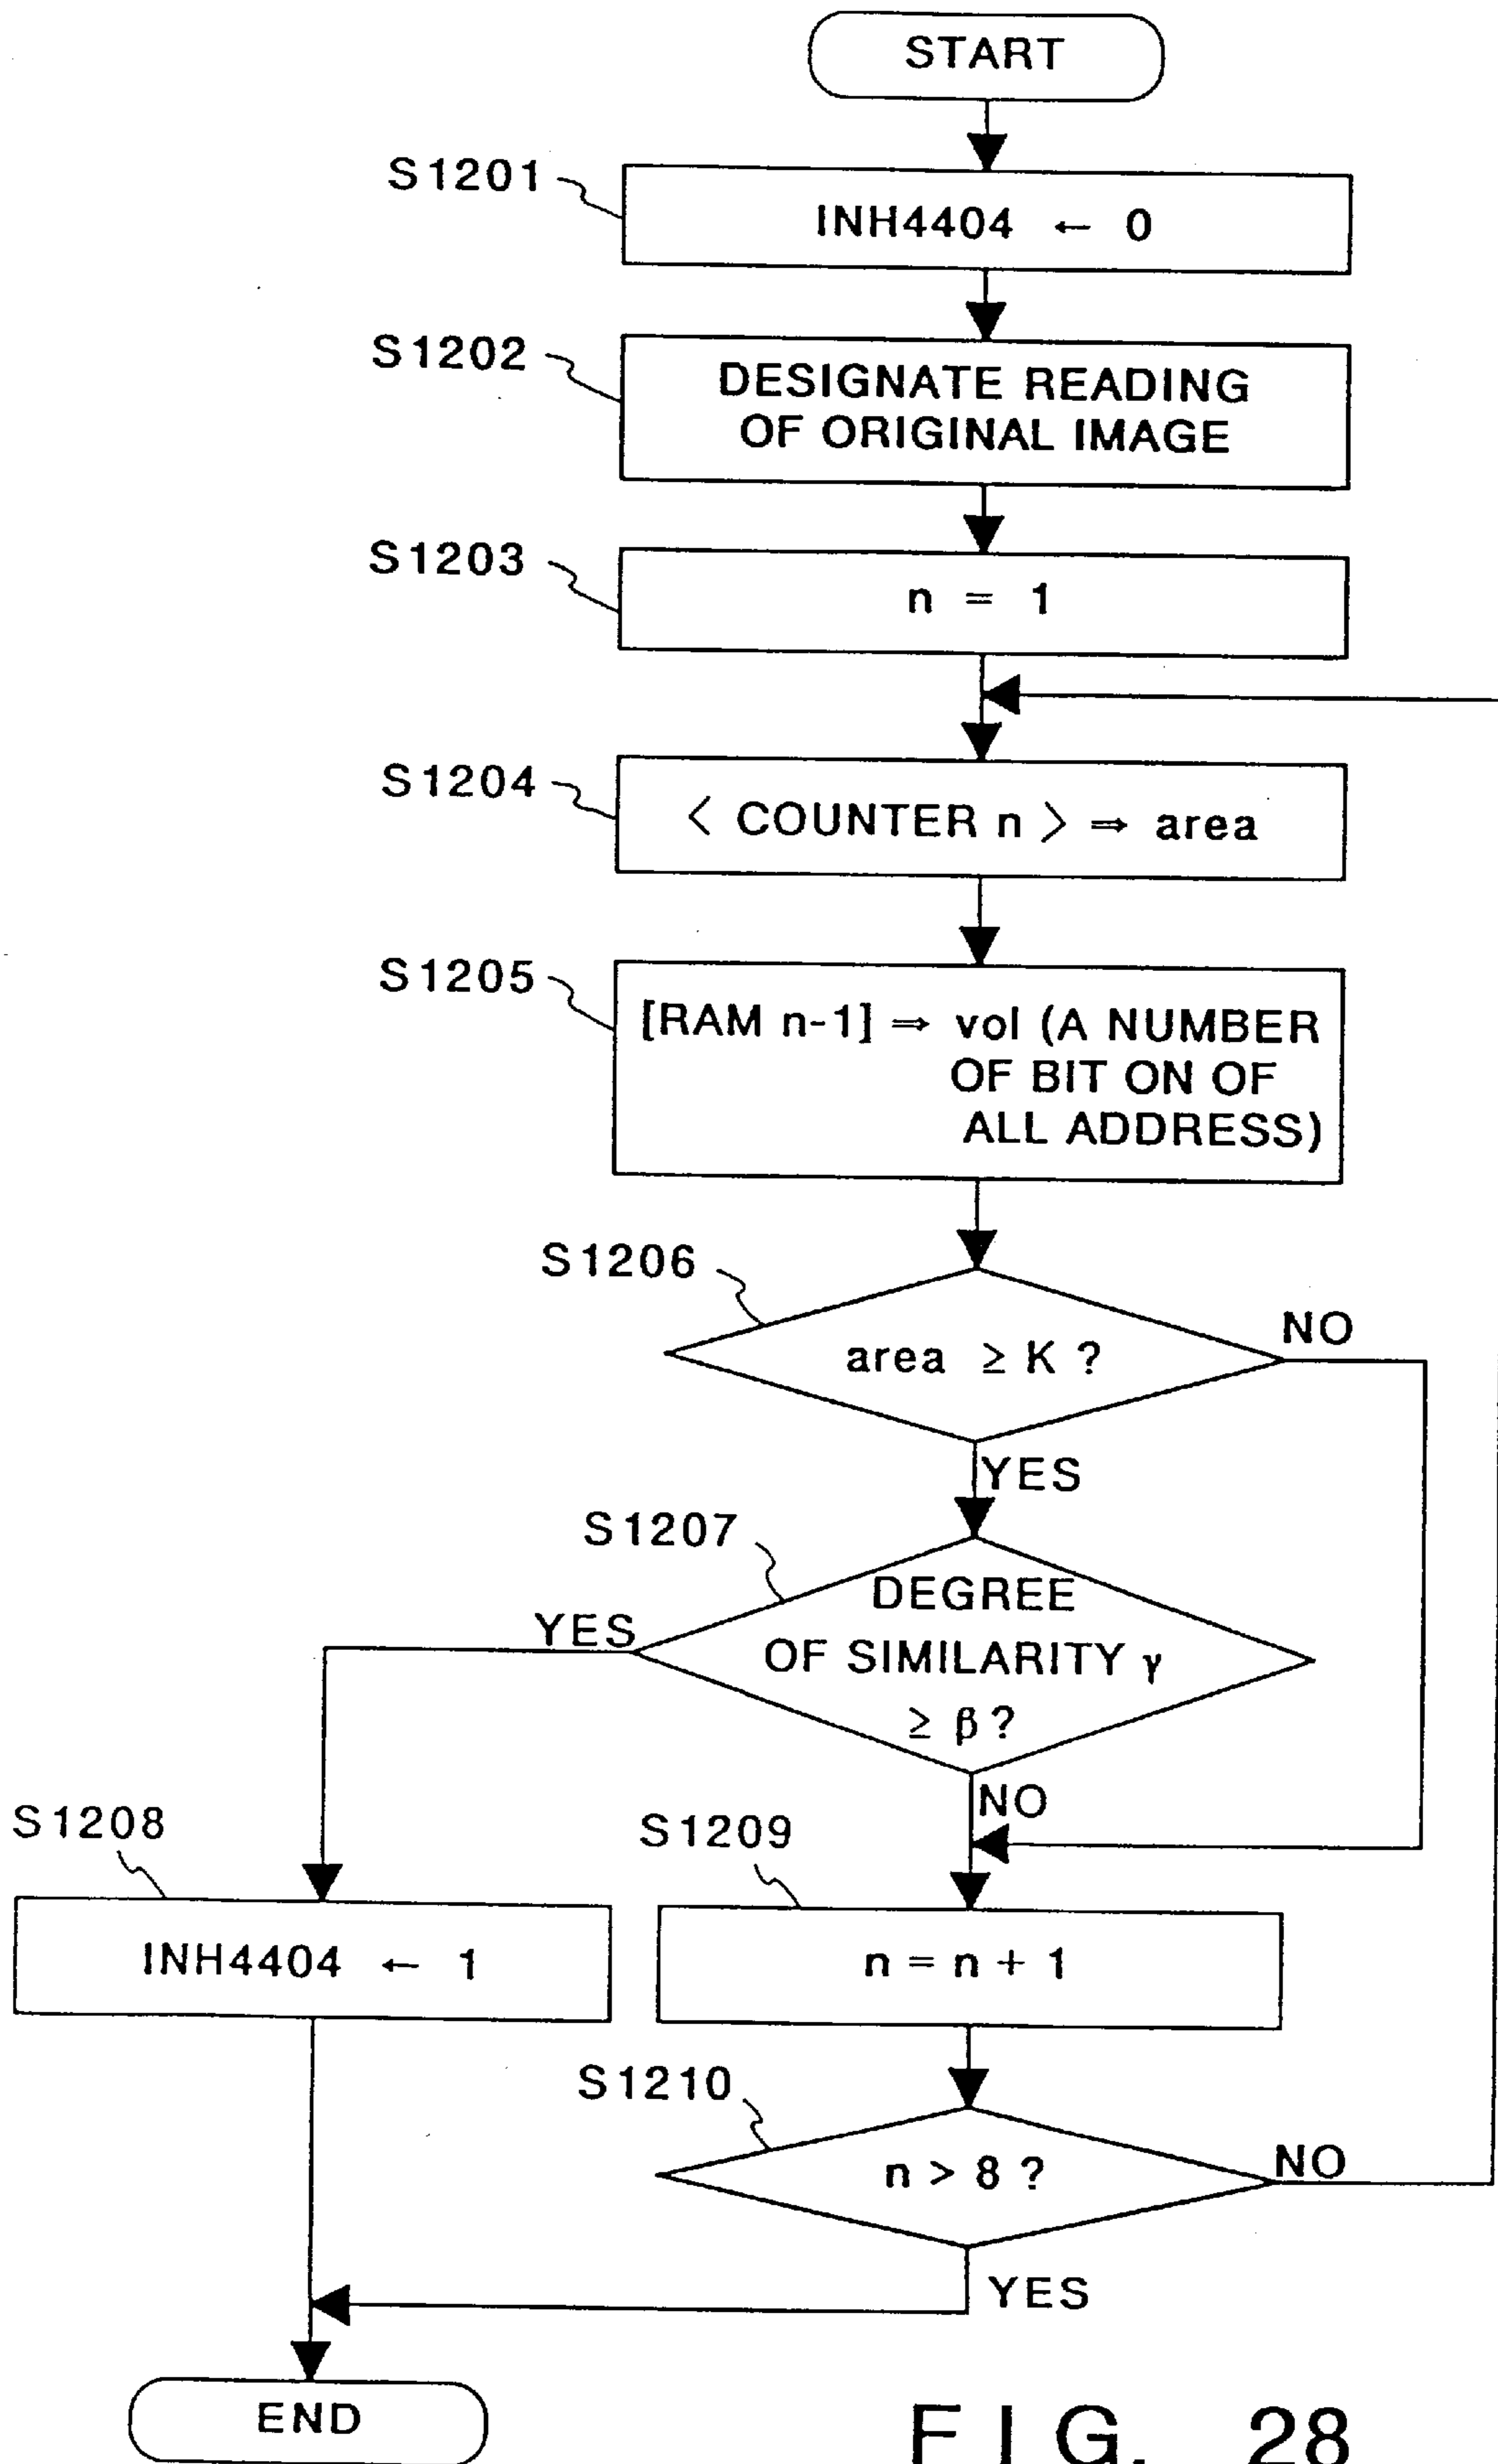 START
S1201
INH4404 ← 0
S1202
DESIGNATE READING
OF ORIGINAL IMAGE
S1203
n = 1
S1204
< COUNTER n > ⇒ area
S1205
[RAM n-1] ⇒ vol (A NUMBER
OF BIT ON OF
ALL ADDRESS)
S1206
area ≥ K ?
NO
YES
S1207
DEGREE
OF SIMILARITY γ
≥ β ?
YES
NO
S1208
INH4404 ← 1
S1209
n = n + 1
S1210
n > 8 ?
NO
YES
END
FIG. 28